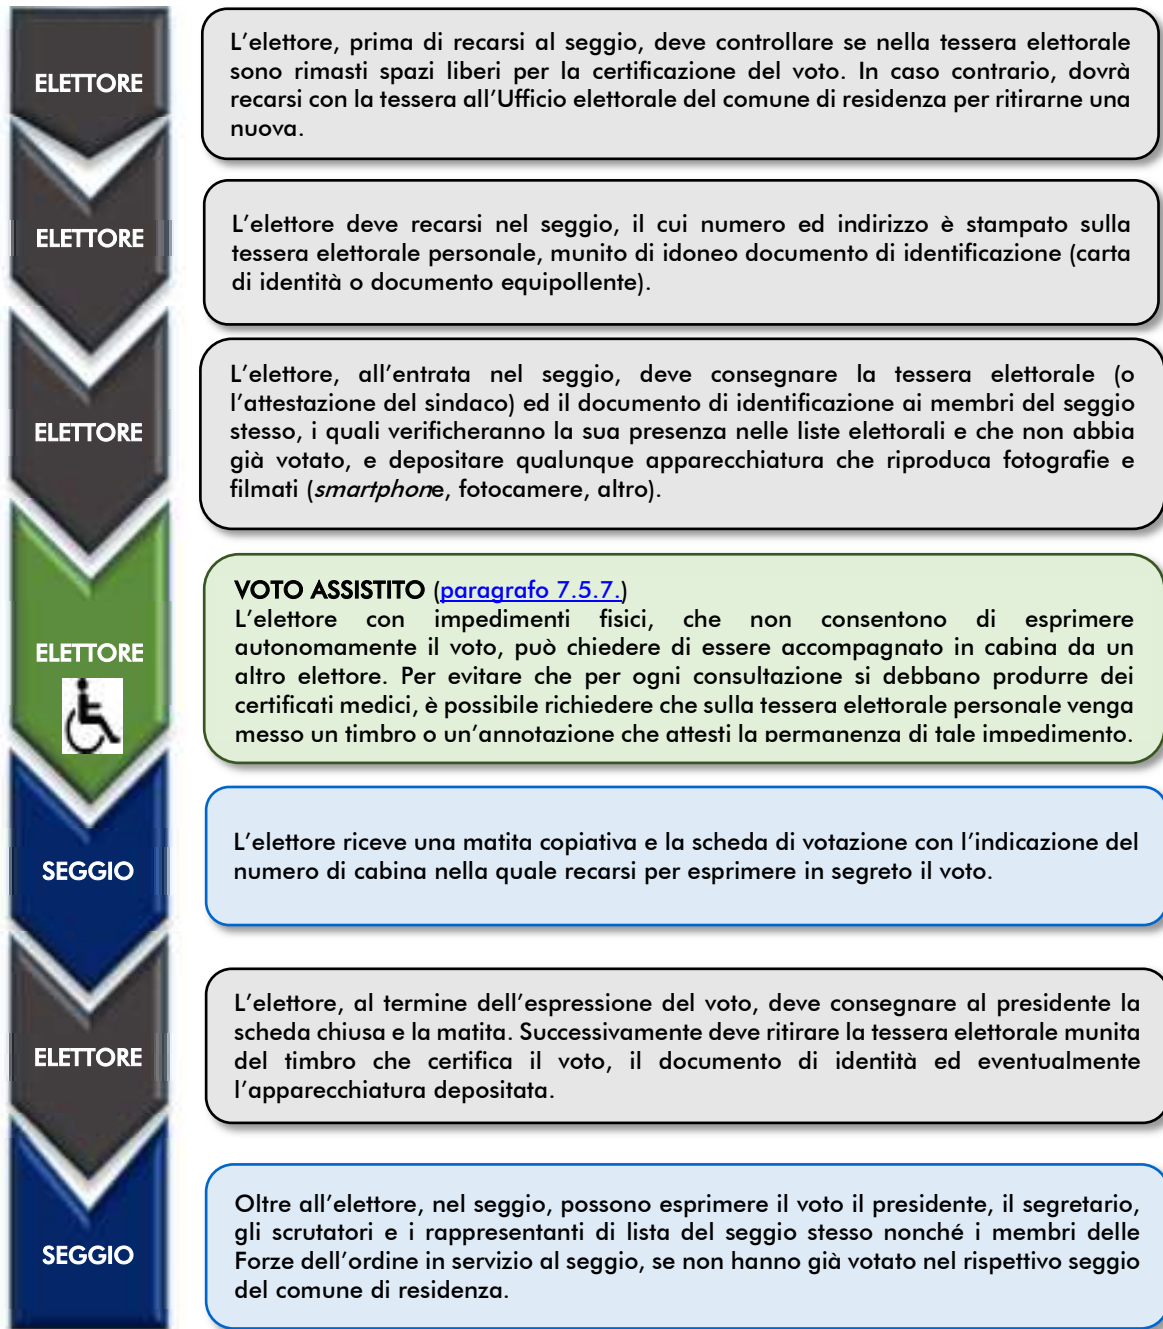 ELETTORE
L'elettore, prima di recarsi al seggio, deve controllare se nella tessera elettorale
sono rimasti spazi liberi per la certificazione del voto. In caso contrario, dovrà
recarsi con la tessera all'Ufficio elettorale del comune di residenza per ritirarne una
nuova.
ELETTORE
L'elettore deve recarsi nel seggio, il cui numero ed indirizzo è stampato sulla
tessera elettorale personale, munito di idoneo documento di identificazione (carta
di identità o documento equipollente).
ELETTORE
L'elettore, all'entrata nel seggio, deve consegnare la tessera elettorale (o
l'attestazione del sindaco) ed il documento di identificazione ai membri del seggio
stesso, i quali verificheranno la sua presenza nelle liste elettorali e che non abbia
già votato, e depositare qualunque apparecchiatura che riproduca fotografie e
filmati (smartphone, fotocamere, altro).
ELETTORE
VOTO ASSISTITO (paragrafo 7.5.7.)
L'elettore con impedimenti fisici, che non consentono di esprimere
autonomamente il voto, può chiedere di essere accompagnato in cabina da un
altro elettore. Per evitare che per ogni consultazione si debbano produrre dei
certificati medici, è possibile richiedere che sulla tessera elettorale personale venga
messo un timbro o un'annotazione che attesti la permanenza di tale impedimento.
SEGGIO
L'elettore riceve una matita copiativa e la scheda di votazione con l'indicazione del
numero di cabina nella quale recarsi per esprimere in segreto il voto.
ELETTORE
L'elettore, al termine dell'espressione del voto, deve consegnare al presidente la
scheda chiusa e la matita. Successivamente deve ritirare la tessera elettorale munita
del timbro che certifica il voto, il documento di identità ed eventualmente
l'apparecchiatura depositata.
SEGGIO
Oltre all'elettore, nel seggio, possono esprimere il voto il presidente, il segretario,
gli scrutatori e i rappresentanti di lista del seggio stesso nonché i membri delle
Forze dell'ordine in servizio al seggio, se non hanno già votato nel rispettivo seggio
del comune di residenza.